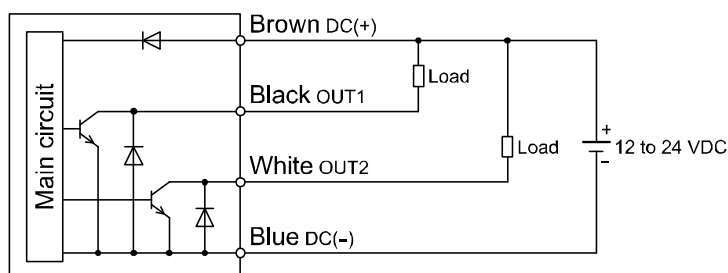 Main circuit
Brown DC(+)
Load
Black OUT1
Load
White OUT2
+
12 to 24 VDC
−
Blue DC(−)